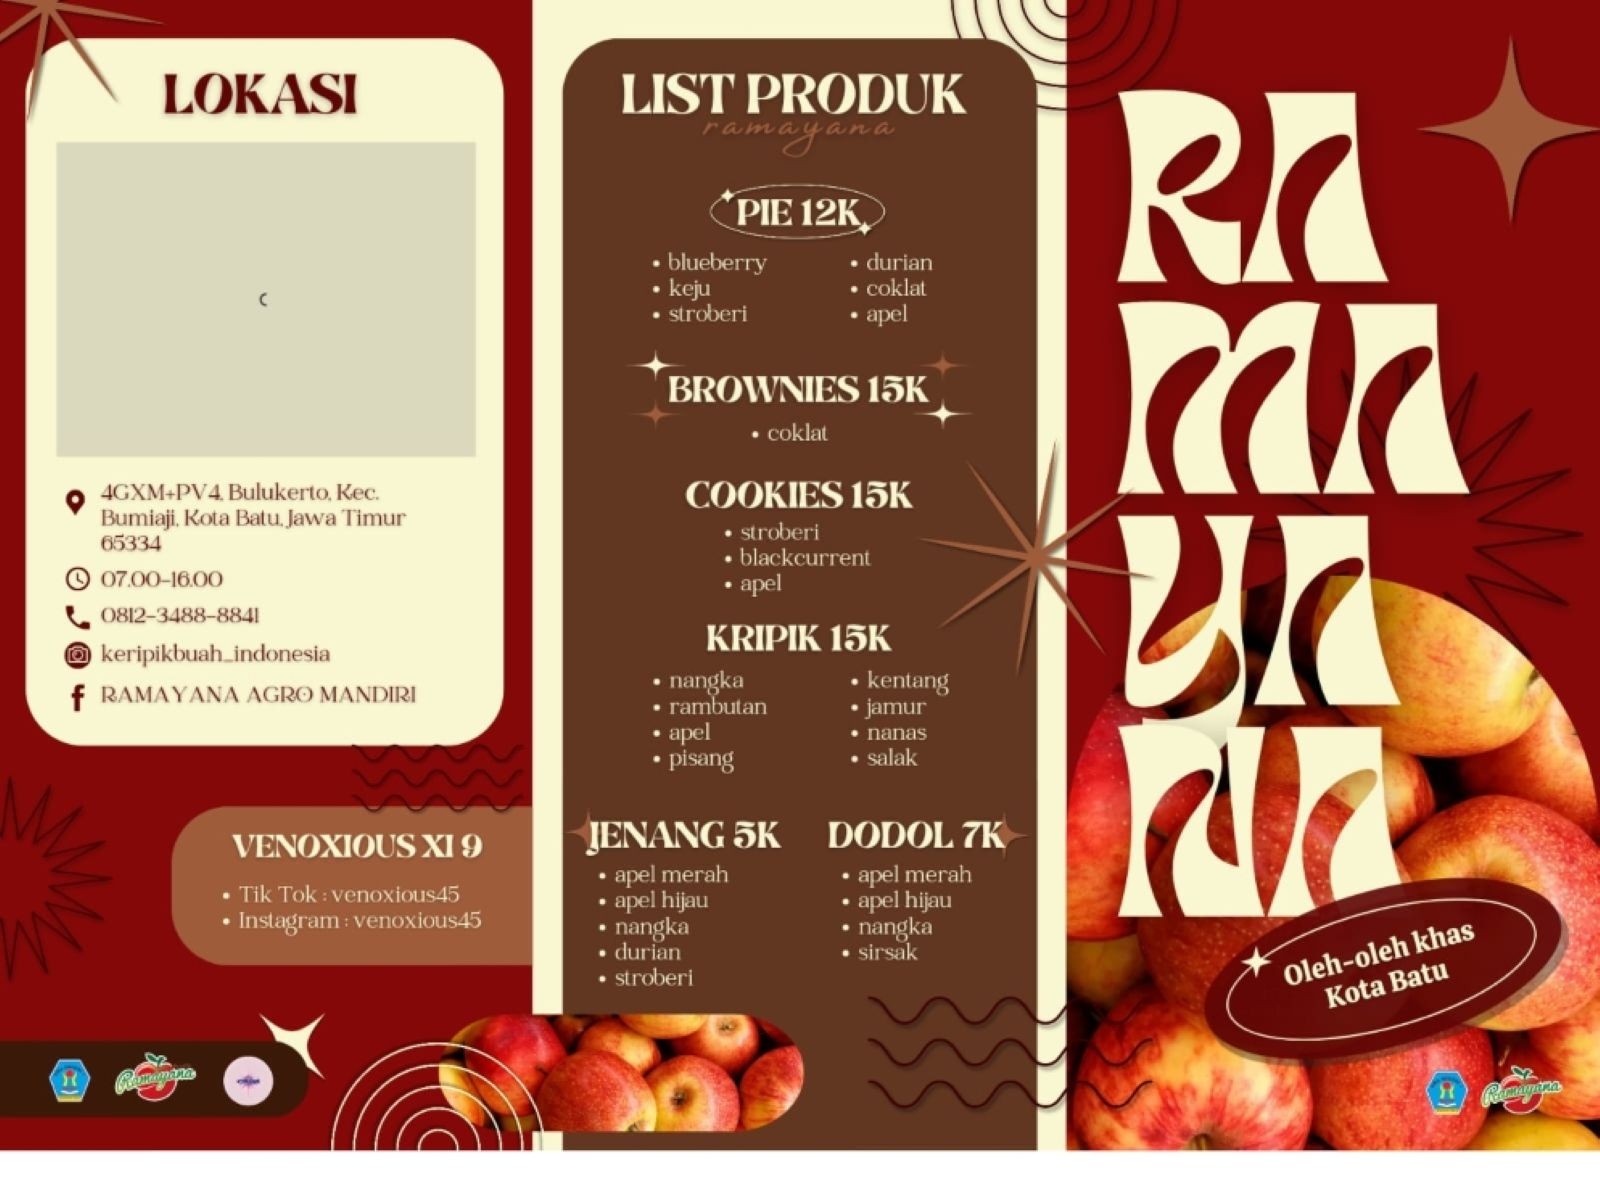 LOKASI
4GXM+PV4, Bulukerto, Kec.
Bumiaji, Kota Batu, Jawa Timur
65334
07.00-16.00
0812-3488-8841
keripikbuah_indonesia
RAMAYANA AGRO MANDIRI
VENOXIOUS XI 9
• Tik Tok : venoxious45
• Instagram : venoxious45
Ramayana
LIST PRODUK
ramayana
PIE 12K
• blueberry
• keju
• stroberi
• durian
• coklat
• apel
BROWNIES 15K
• coklat
COOKIES 15K
• stroberi
• blackcurrent
• apel
KRIPIK 15K
• nangka
• rambutan
• apel
• pisang
• kentang
• jamur
• nanas
• salak
JENANG 5K
• apel merah
• apel hijau
• nangka
• durian
• stroberi
DODOL 7K
• apel merah
• apel hijau
• nangka
• sirsak
RA
MA
YA
NA
Oleh-oleh khas
Kota Batu
Ramayana